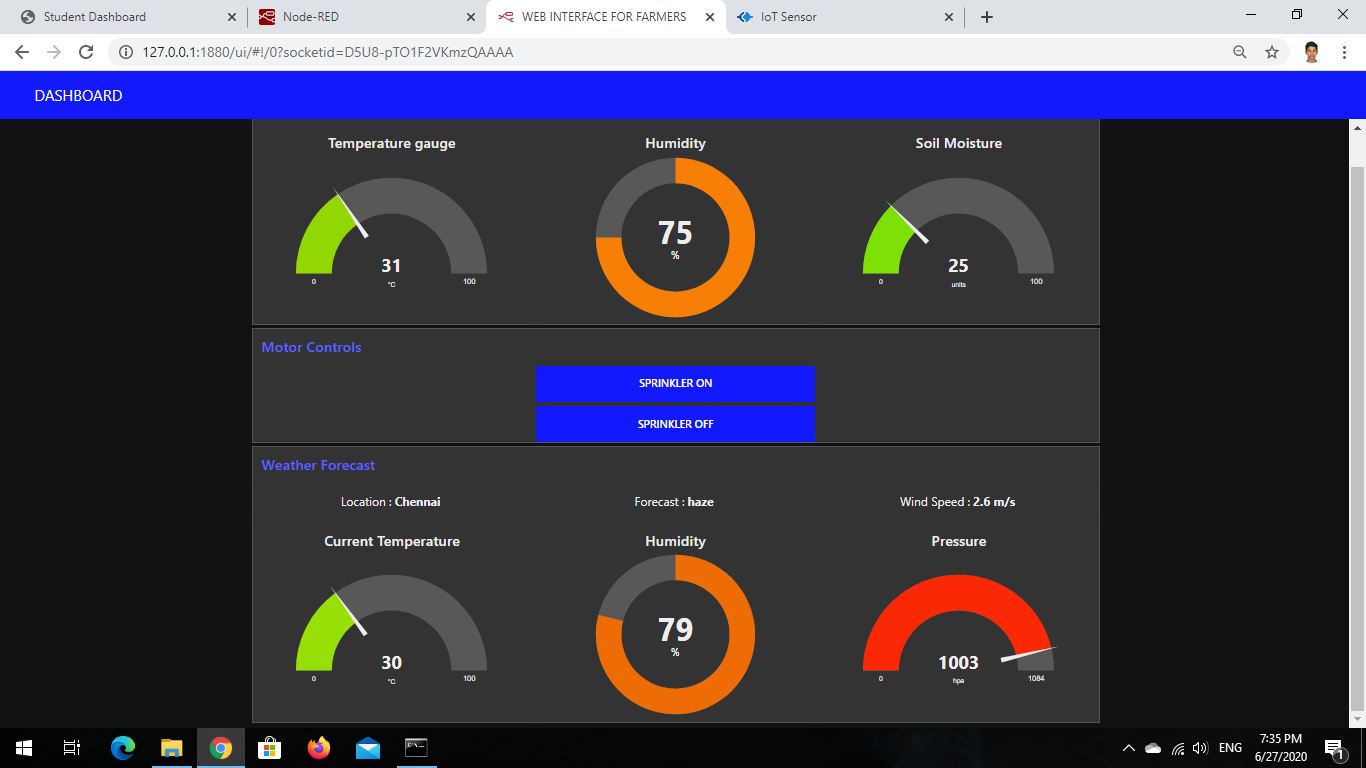 Student Dashboard
Node-RED
WEB INTERFACE FOR FARMERS
IoT Sensor
127.0.0.1:1880/ui/#!/0?socketid=D5U8-pTO1F2VKmzQAAAA
DASHBOARD
Temperature gauge
Humidity
Soil Moisture
31
°C
0
100
75
%
25
units
0
100
Motor Controls
SPRINKLER ON
SPRINKLER OFF
Weather Forecast
Location : Chennai
Forecast : haze
Wind Speed : 2.6 m/s
Current Temperature
Humidity
Pressure
30
°C
0
100
79
%
1003
hpa
0
1084
ENG
7:35 PM
6/27/2020
1